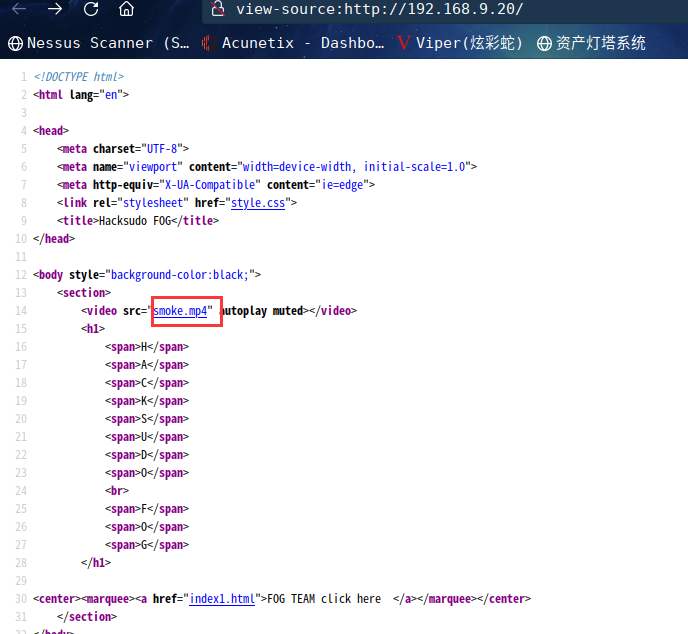 view-source:http://192.168.9.20/
Nessus Scanner (S… Acunetix - Dashbo… Viper(炫彩蛇) 资产灯塔系统
1 <!DOCTYPE html>
2 <html lang="en">
3
4 <head>
5 <meta charset="UTF-8">
6 <meta name="viewport" content="width=device-width, initial-scale=1.0">
7 <meta http-equiv="X-UA-Compatible" content="ie=edge">
8 <link rel="stylesheet" href="style.css">
9 <title>Hacksudo FOG</title>
10 </head>
11
12 <body style="background-color:black;">
13 <section>
14 <video src="smoke.mp4" autoplay muted></video>
15 <h1>
16 <span>H</span>
17 <span>A</span>
18 <span>C</span>
19 <span>K</span>
20 <span>S</span>
21 <span>U</span>
22 <span>D</span>
23 <span>O</span>
24 <br>
25 <span>F</span>
26 <span>O</span>
27 <span>G</span>
28 </h1>
29
30 <center><marquee><a href="index1.html">FOG TEAM click here </a></marquee></center>
31 </section>
32 </body>